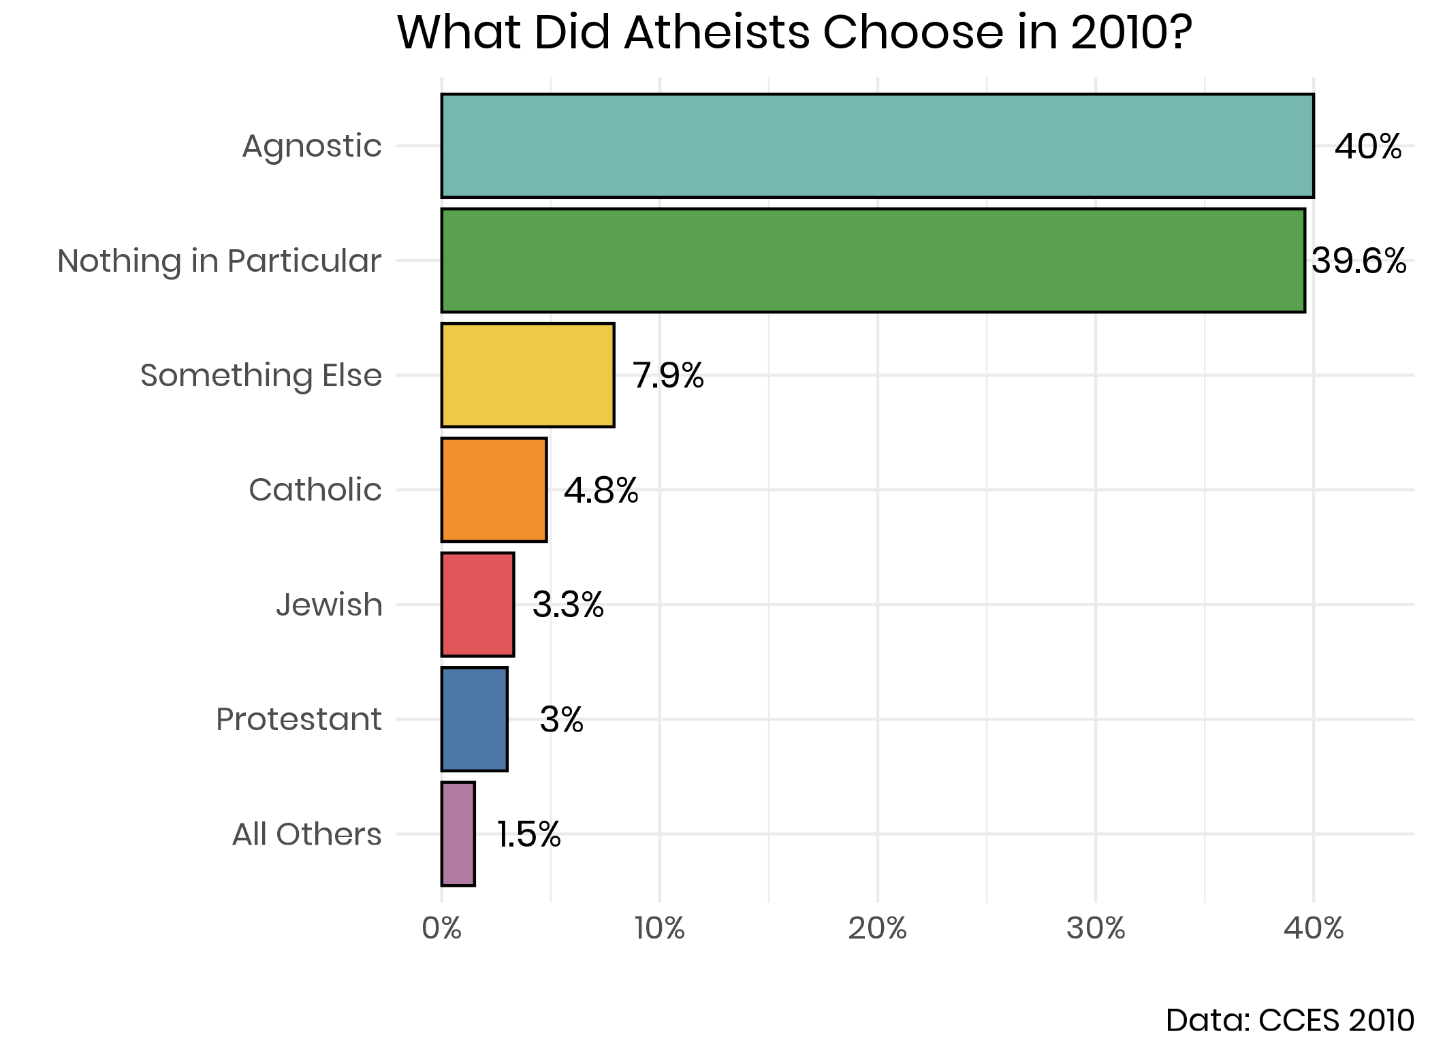 What Did Atheists Choose in 2010?
Agnostic 40%
Nothing in Particular 39.6%
Something Else 7.9%
Catholic 4.8%
Jewish 3.3%
Protestant 3%
All Others 1.5%
0% 10% 20% 30% 40%
Data: CCES 2010